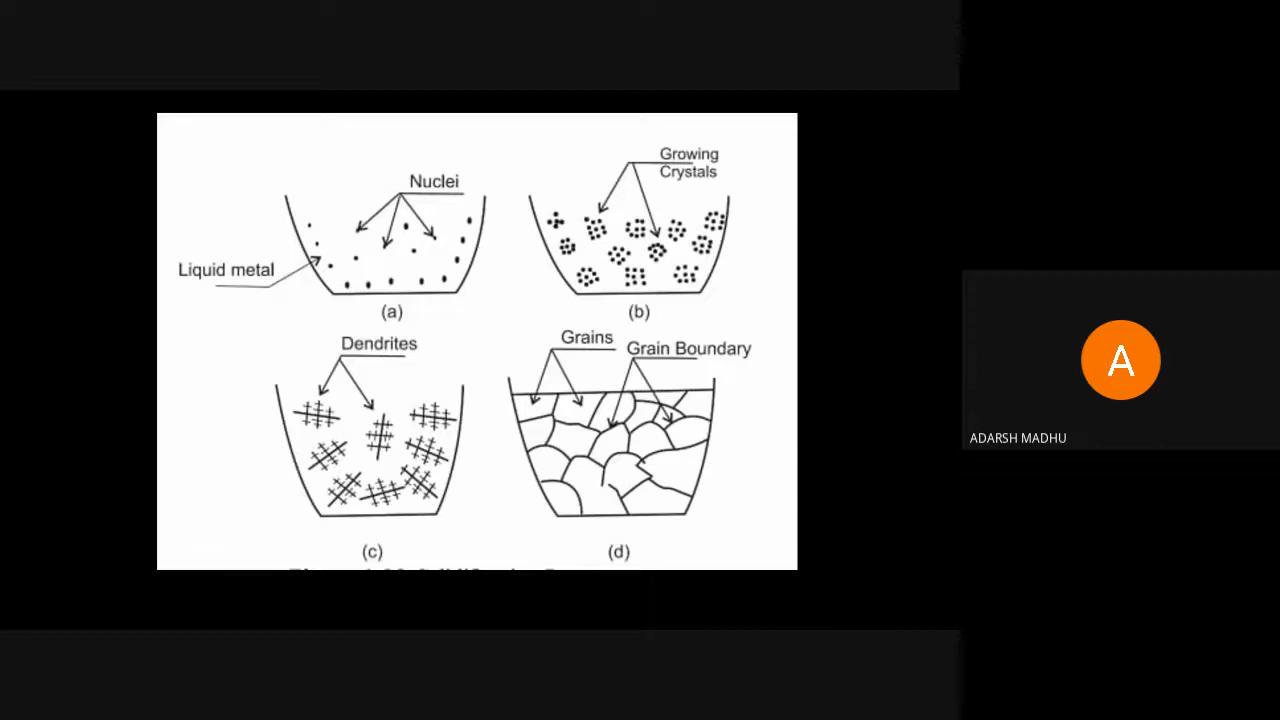 Growing
Crystals
Nuclei
Liquid metal
(a)
(b)
Dendrites
Grains
Grain Boundary
(c)
(d)
A
ADARSH MADHU